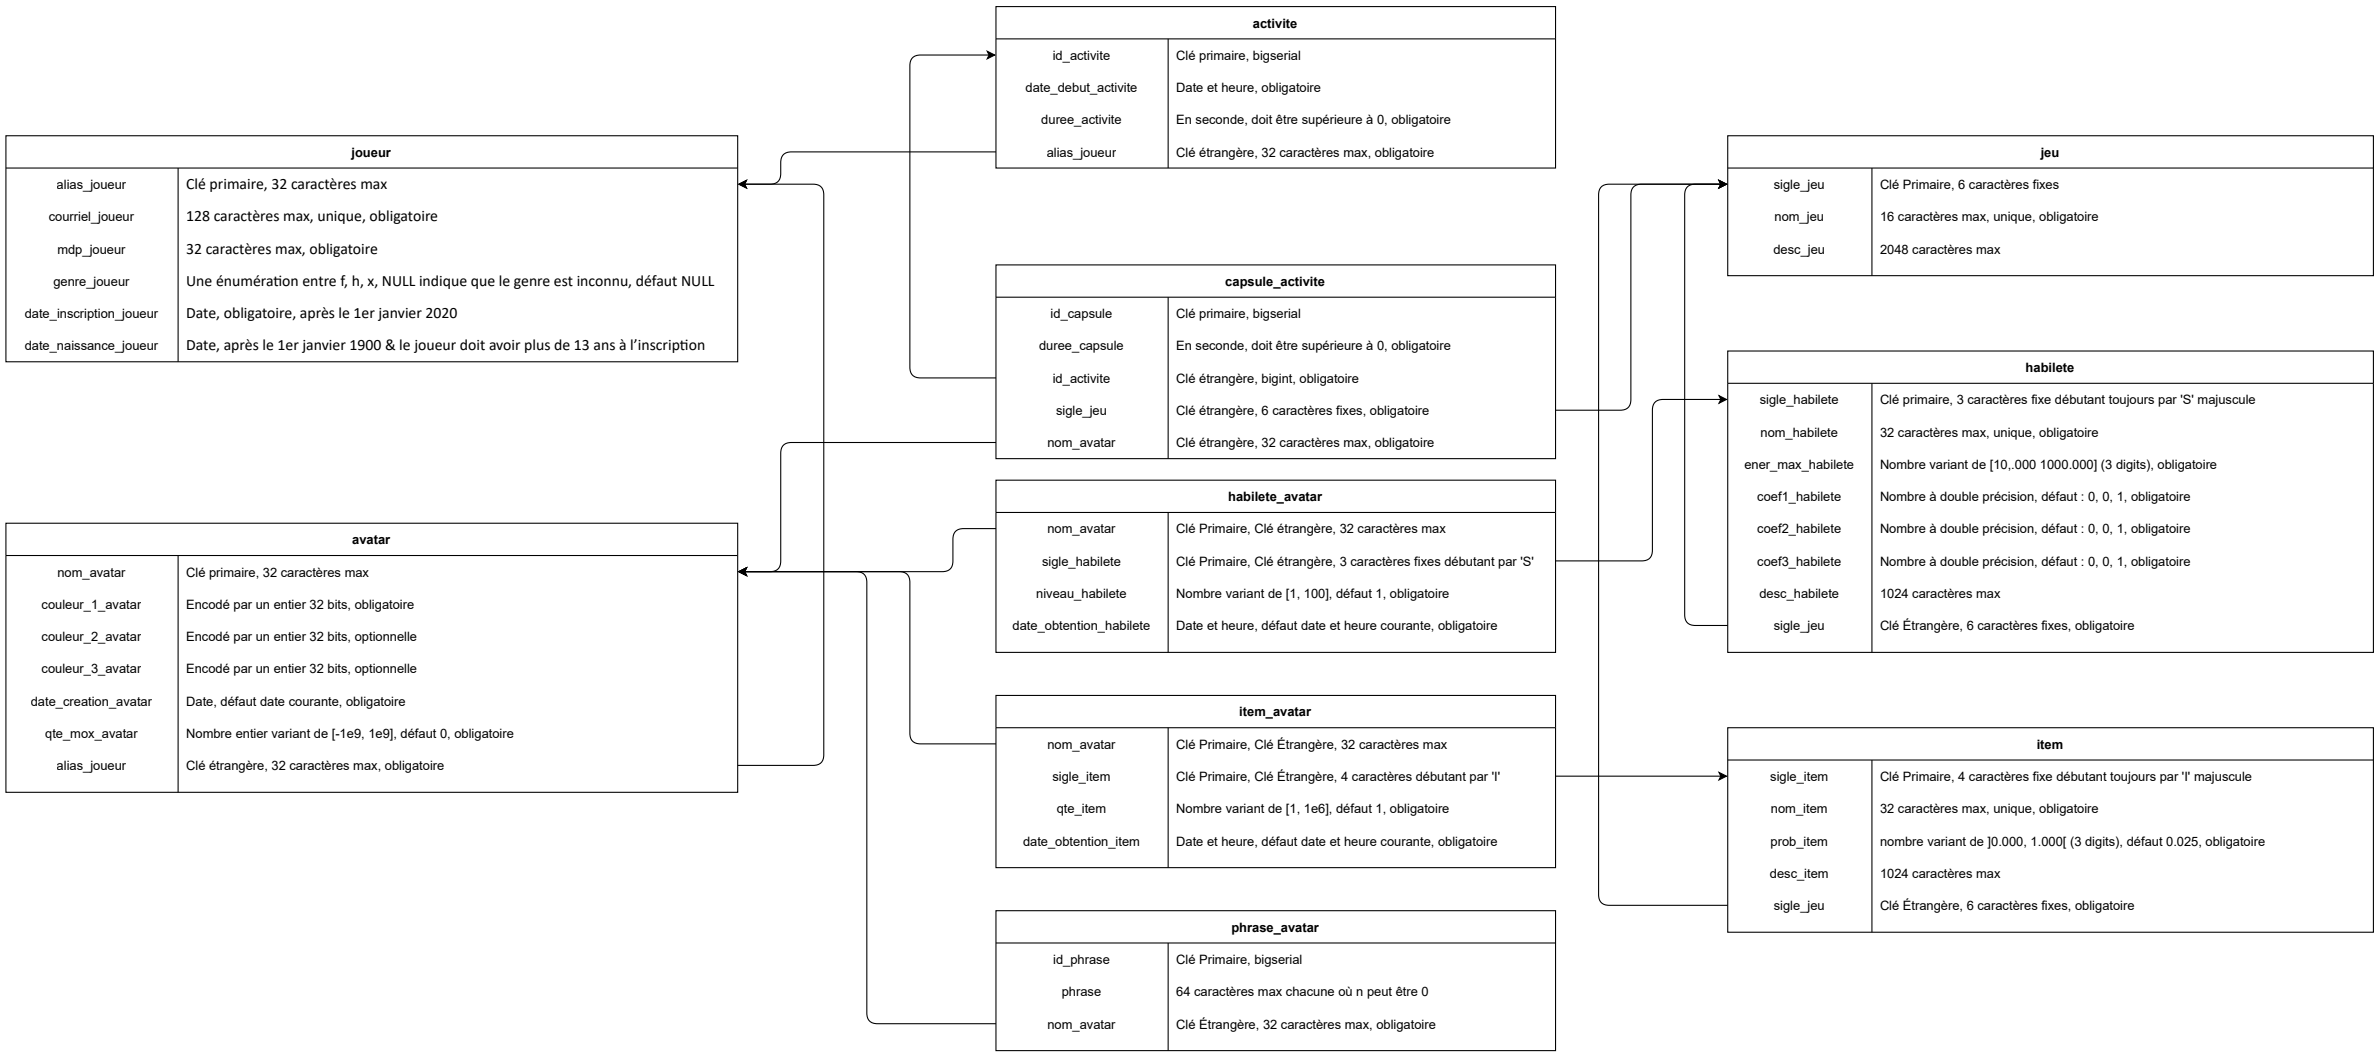 joueur
alias_joueur Clé primaire, 32 caractères max
courriel_joueur 128 caractères max, unique, obligatoire
mdp_joueur 32 caractères max, obligatoire
genre_joueur Une énumération entre f, h, x, NULL indique que le genre est inconnu, défaut NULL
date_inscription_joueur Date, obligatoire, après le 1er janvier 2020
date_naissance_joueur Date, après le 1er janvier 1900 & le joueur doit avoir plus de 13 ans à l’inscription
avatar
nom_avatar Clé primaire, 32 caractères max
couleur_1_avatar Encodé par un entier 32 bits, obligatoire
couleur_2_avatar Encodé par un entier 32 bits, optionnelle
couleur_3_avatar Encodé par un entier 32 bits, optionnelle
date_creation_avatar Date, défaut date courante, obligatoire
qte_mox_avatar Nombre entier variant de [-1e9, 1e9], défaut 0, obligatoire
alias_joueur Clé étrangère, 32 caractères max, obligatoire
activite
id_activite Clé primaire, bigserial
date_debut_activite Date et heure, obligatoire
duree_activite En seconde, doit être supérieure à 0, obligatoire
alias_joueur Clé étrangère, 32 caractères max, obligatoire
capsule_activite
id_capsule Clé primaire, bigserial
duree_capsule En seconde, doit être supérieure à 0, obligatoire
id_activite Clé étrangère, bigint, obligatoire
sigle_jeu Clé étrangère, 6 caractères fixes, obligatoire
nom_avatar Clé étrangère, 32 caractères max, obligatoire
habilete_avatar
nom_avatar Clé Primaire, Clé étrangère, 32 caractères max
sigle_habilete Clé Primaire, Clé étrangère, 3 caractères fixes débutant par 'S'
niveau_habilete Nombre variant de [1, 100], défaut 1, obligatoire
date_obtention_habilete Date et heure, défaut date et heure courante, obligatoire
item_avatar
nom_avatar Clé Primaire, Clé Étrangère, 32 caractères max
sigle_item Clé Primaire, Clé Étrangère, 4 caractères débutant par 'I'
qte_item Nombre variant de [1, 1e6], défaut 1, obligatoire
date_obtention_item Date et heure, défaut date et heure courante, obligatoire
phrase_avatar
id_phrase Clé Primaire, bigserial
phrase 64 caractères max chacune où n peut être 0
nom_avatar Clé Étrangère, 32 caractères max, obligatoire
jeu
sigle_jeu Clé Primaire, 6 caractères fixes
nom_jeu 16 caractères max, unique, obligatoire
desc_jeu 2048 caractères max
habilete
sigle_habilete Clé primaire, 3 caractères fixe débutant toujours par 'S' majuscule
nom_habilete 32 caractères max, unique, obligatoire
ener_max_habilete Nombre variant de [10,.000 1000.000] (3 digits), obligatoire
coef1_habilete Nombre à double précision, défaut : 0, 0, 1, obligatoire
coef2_habilete Nombre à double précision, défaut : 0, 0, 1, obligatoire
coef3_habilete Nombre à double précision, défaut : 0, 0, 1, obligatoire
desc_habilete 1024 caractères max
sigle_jeu Clé Étrangère, 6 caractères fixes, obligatoire
item
sigle_item Clé Primaire, 4 caractères fixe débutant toujours par 'I' majuscule
nom_item 32 caractères max, unique, obligatoire
prob_item nombre variant de ]0.000, 1.000[ (3 digits), défaut 0.025, obligatoire
desc_item 1024 caractères max
sigle_jeu Clé Étrangère, 6 caractères fixes, obligatoire